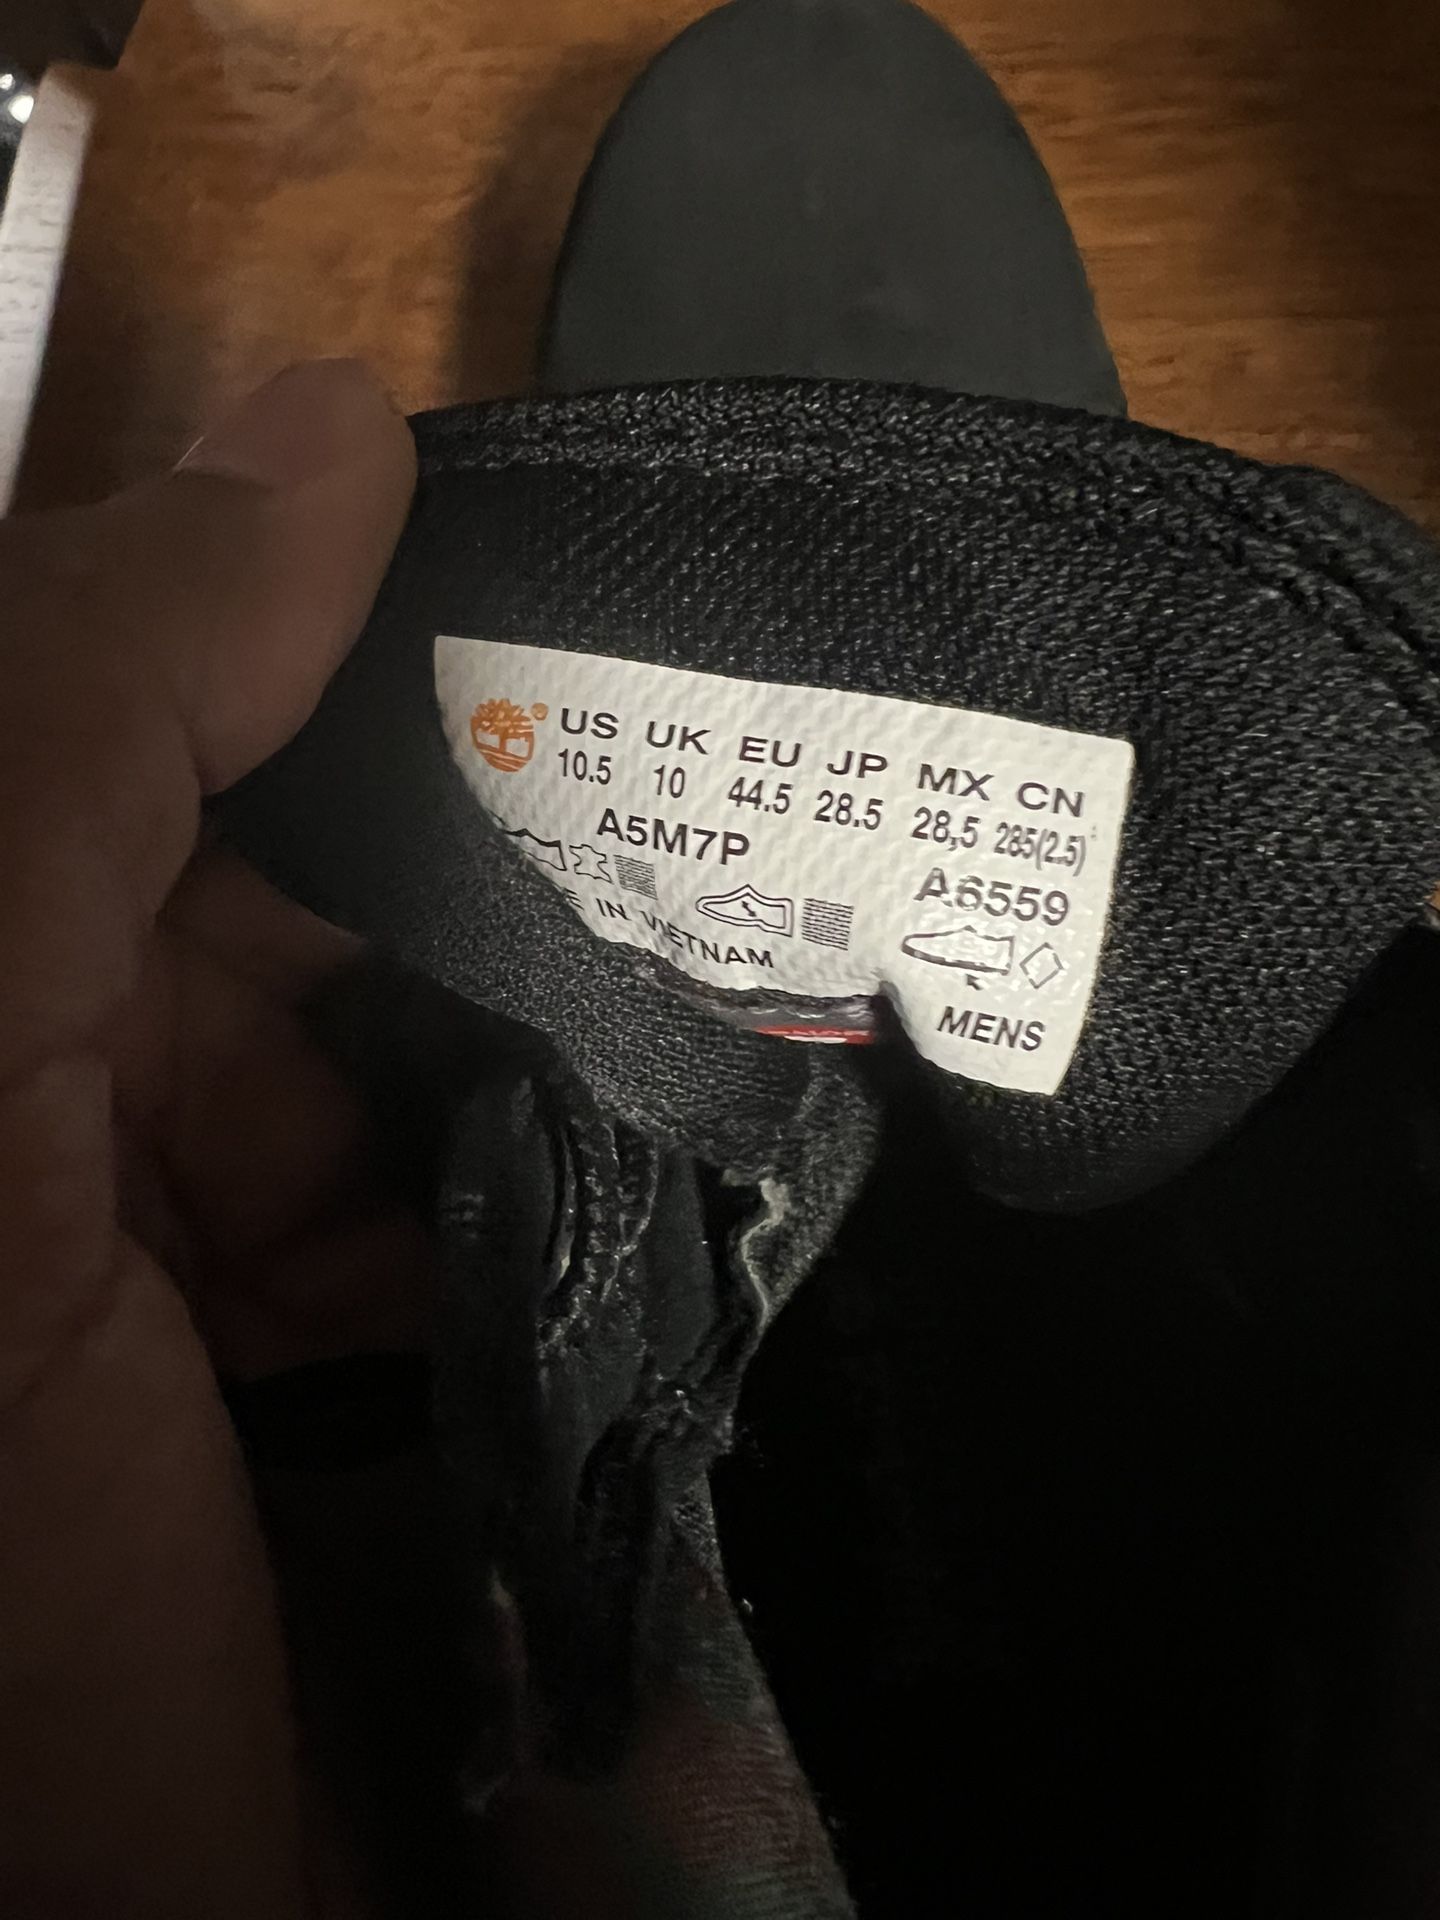 US UK EU JP MX CN
10.5 10 44.5 28.5 28,5 285(2.5)
A5M7P
A6559
E IN VIETNAM
MENS